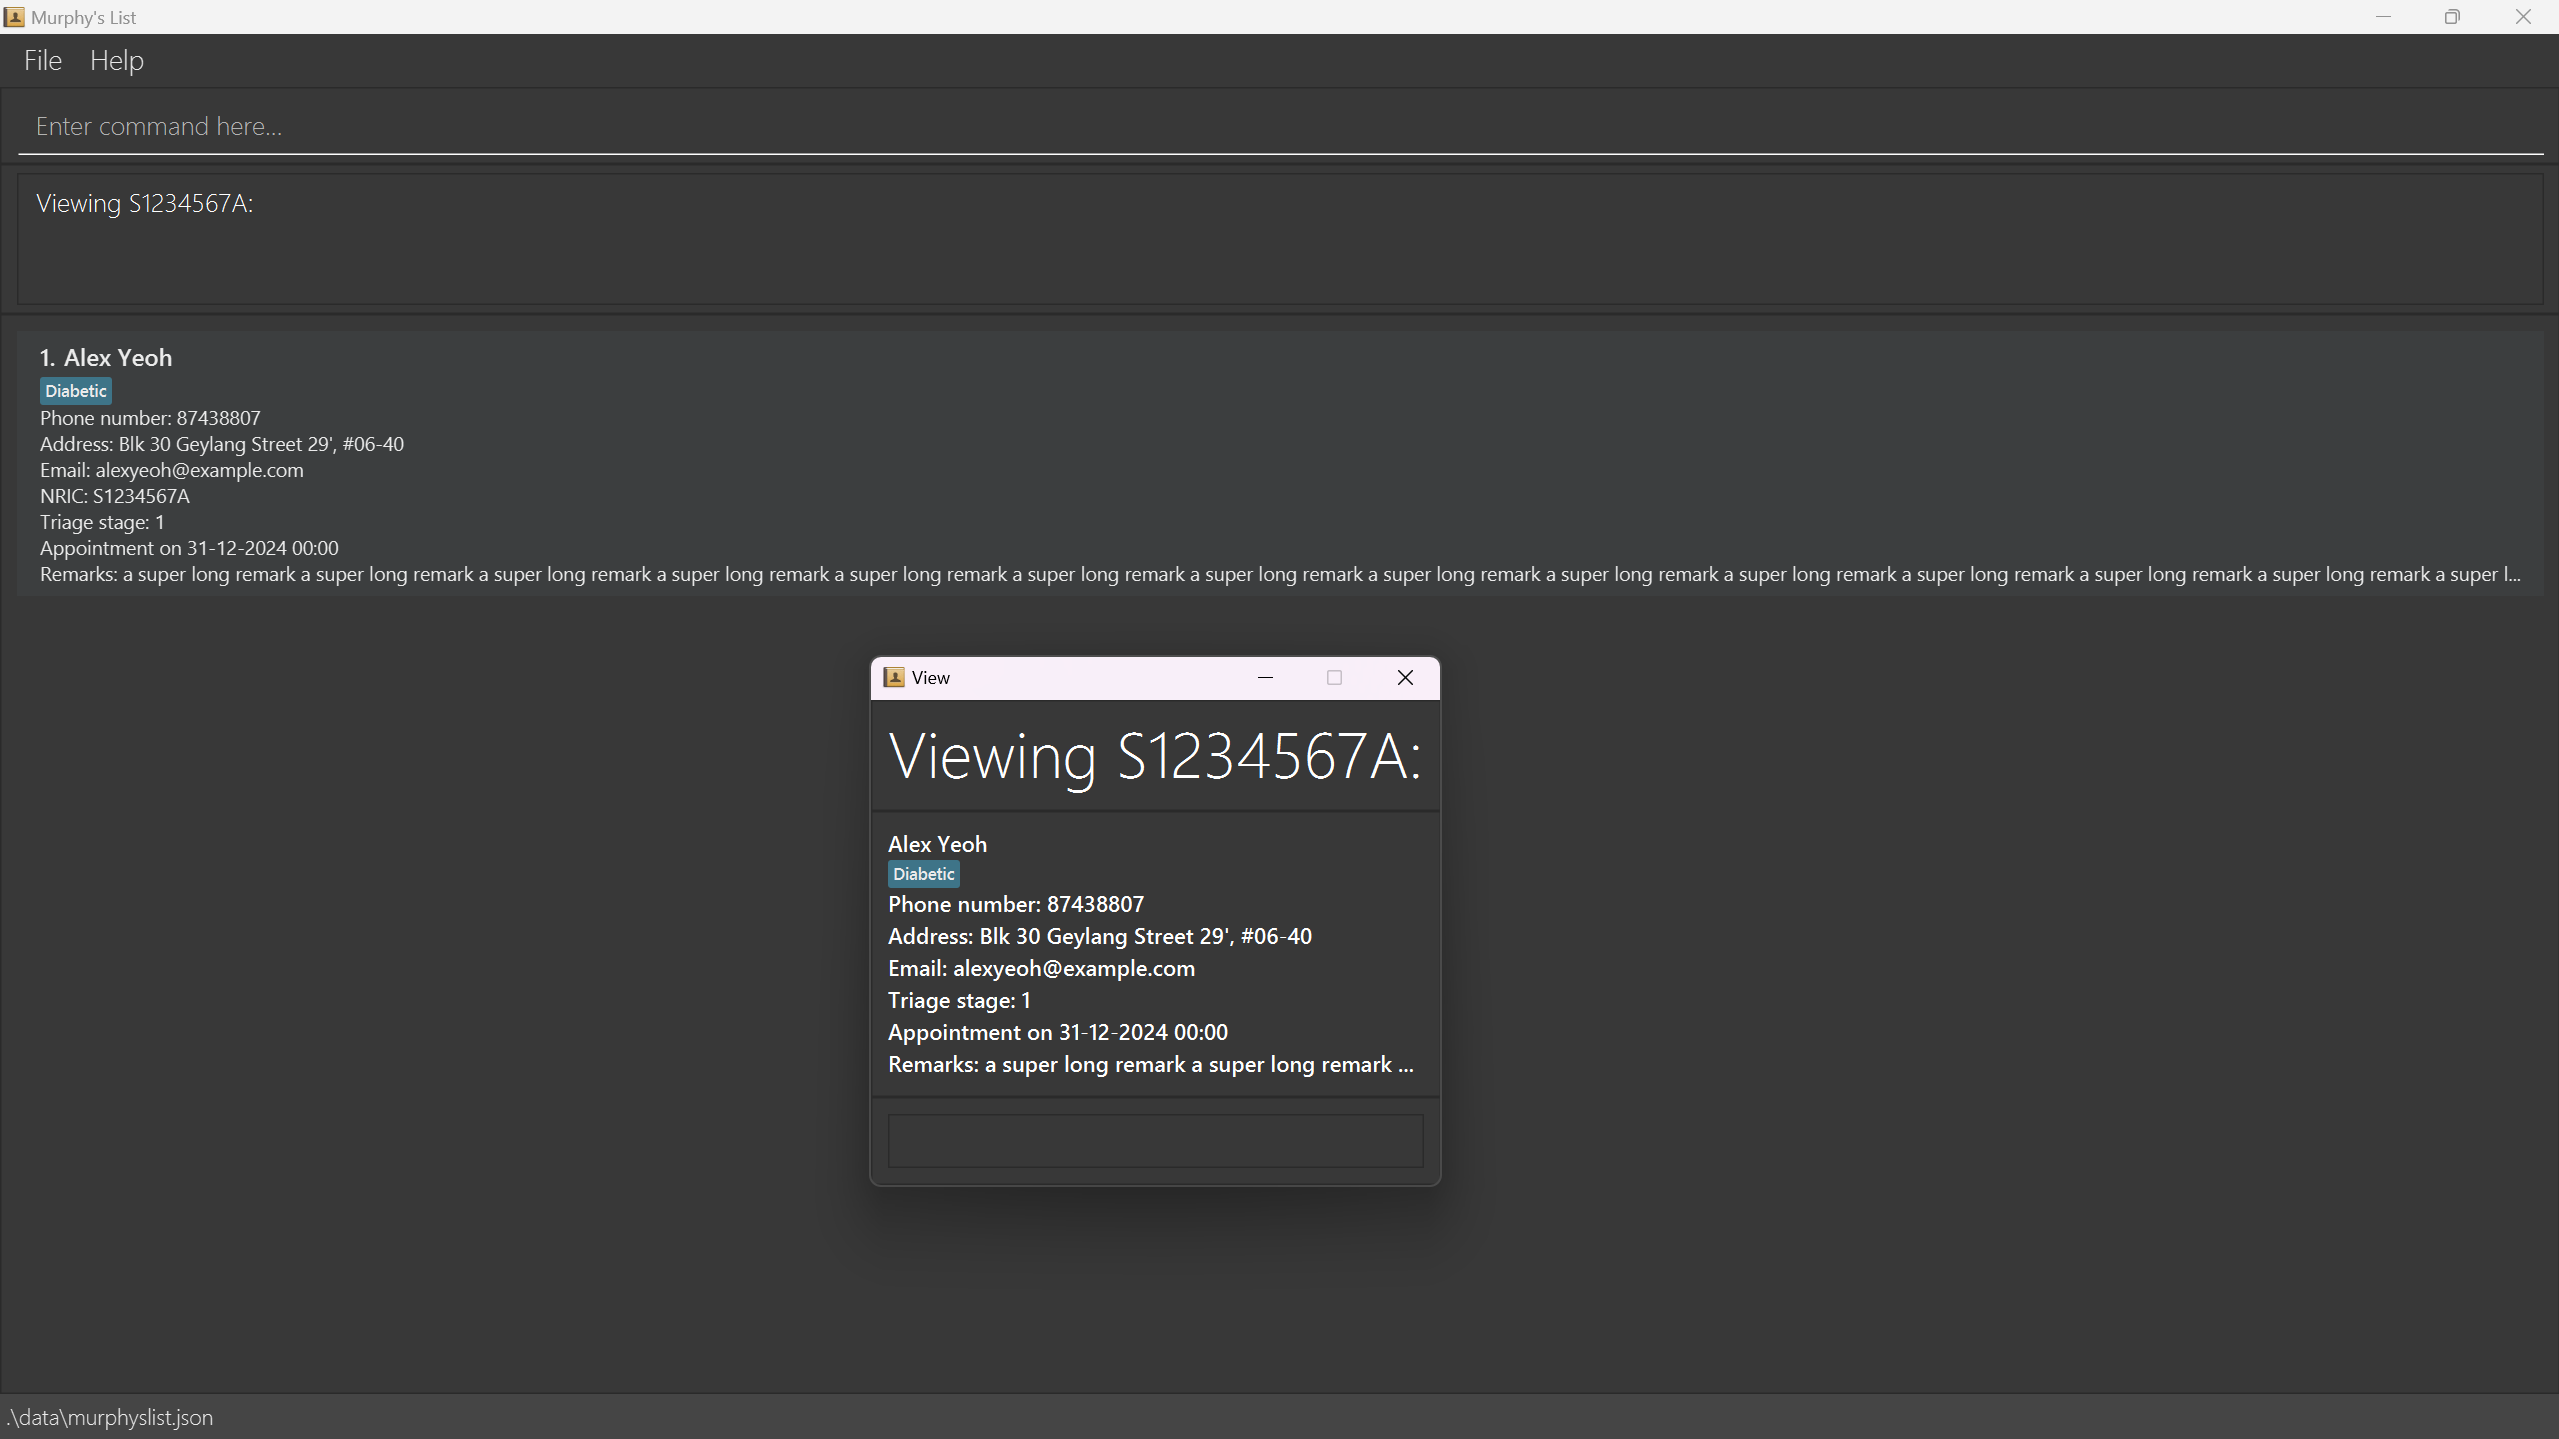 Murphy's List
File Help
Enter command here...
Viewing S1234567A:
1. Alex Yeoh
Diabetic
Phone number: 87438807
Address: Blk 30 Geylang Street 29', #06-40
Email: alexyeoh@example.com
NRIC: S1234567A
Triage stage: 1
Appointment on 31-12-2024 00:00
Remarks: a super long remark a super long remark a super long remark a super long remark a super long remark a super long remark a super long remark a super long remark a super long remark a super long remark a super long remark a super long remark a super long remark a super l...
View
Viewing S1234567A:
Alex Yeoh
Diabetic
Phone number: 87438807
Address: Blk 30 Geylang Street 29', #06-40
Email: alexyeoh@example.com
Triage stage: 1
Appointment on 31-12-2024 00:00
Remarks: a super long remark a super long remark ...
.\data\murphyslist.json